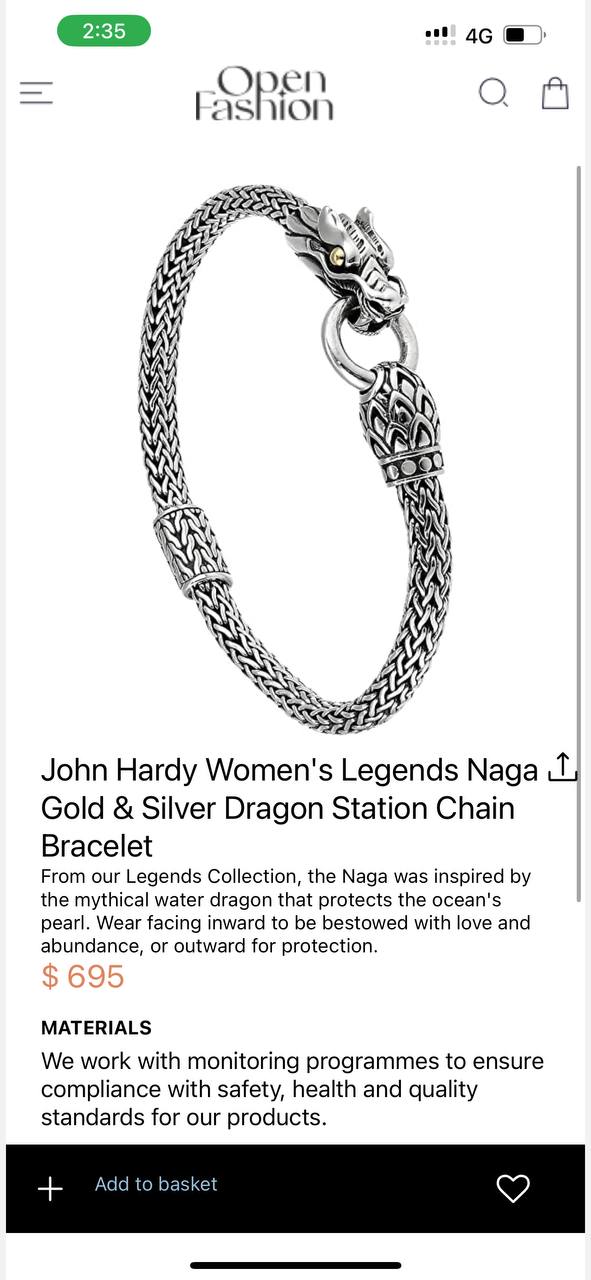 2:35
4G
Open
Fashion
John Hardy Women's Legends Naga
Gold & Silver Dragon Station Chain
Bracelet
From our Legends Collection, the Naga was inspired by
the mythical water dragon that protects the ocean's
pearl. Wear facing inward to be bestowed with love and
abundance, or outward for protection.
$ 695
MATERIALS
We work with monitoring programmes to ensure
compliance with safety, health and quality
standards for our products.
Add to basket